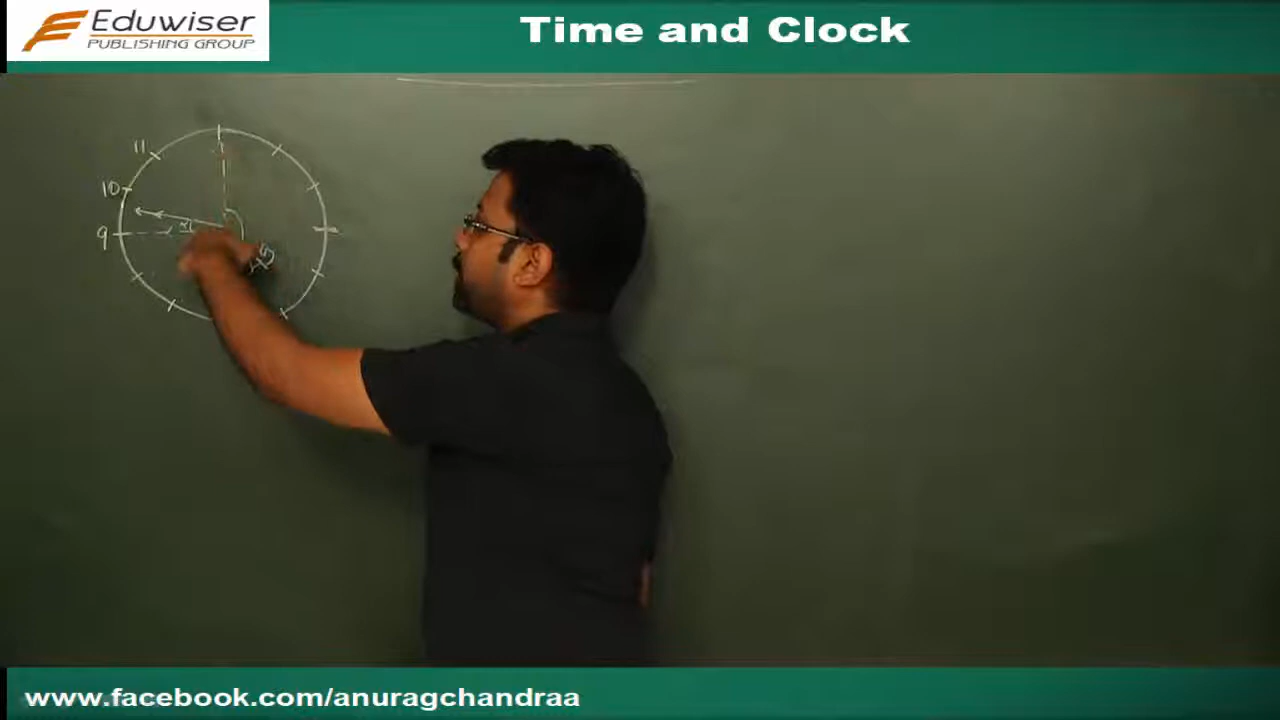 Eduwiser
PUBLISHING GROUP
Time and Clock
11
10
9
www.facebook.com/anuragchandraa